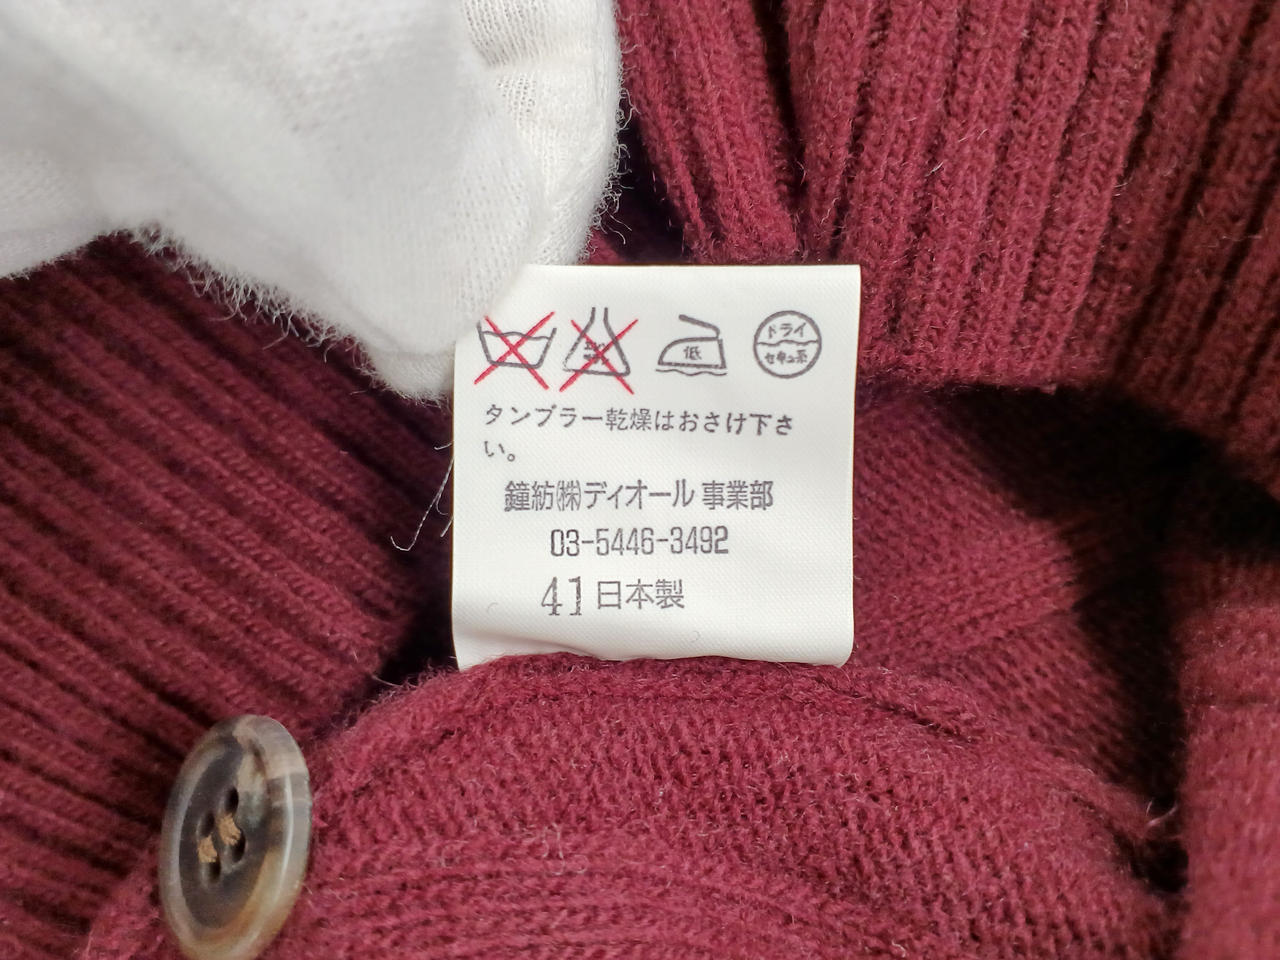 低
ドライ
セキユ系
タンブラー乾燥はおさけ下さ
い。
鐘紡㈱ディオール 事業部
03-5446-3492
41 日本製